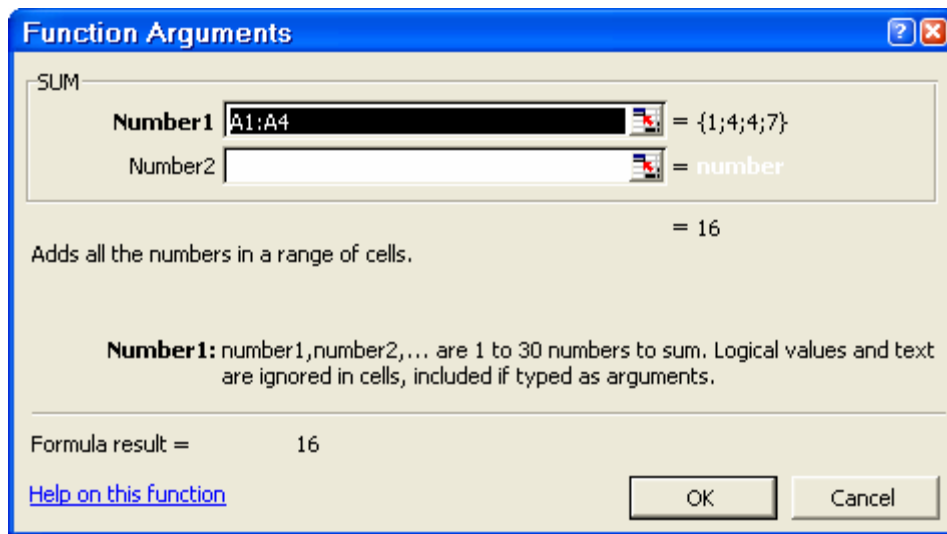 Function Arguments
?
SUM
Number1 A1:A4 = {1;4;4;7}
Number2 = number
= 16
Adds all the numbers in a range of cells.
Number1: number1,number2,... are 1 to 30 numbers to sum. Logical values and text
are ignored in cells, included if typed as arguments.
Formula result = 16
Help on this function OK Cancel